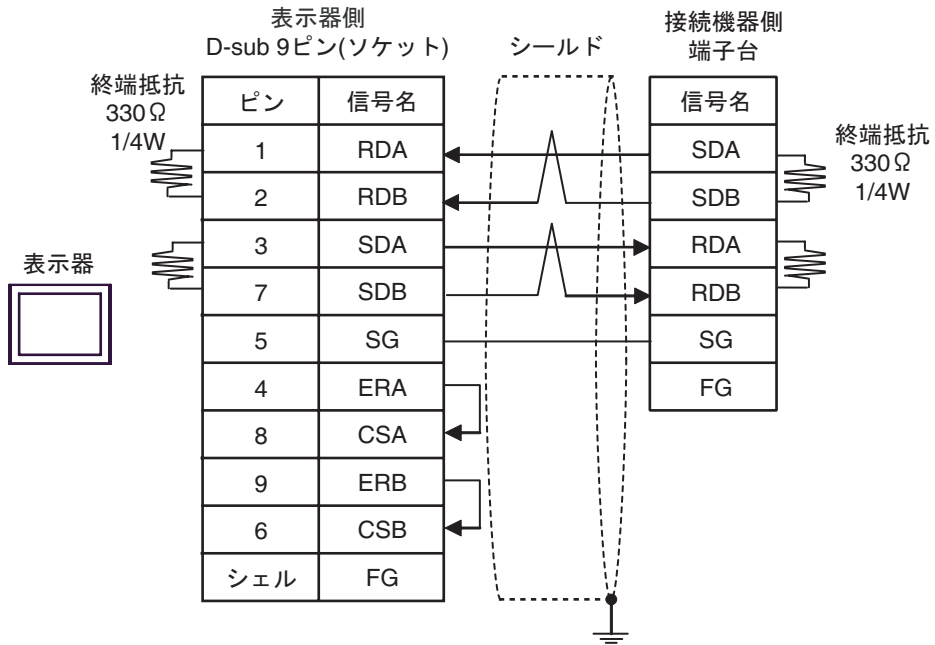 表示器側
D-sub 9ピン(ソケット)
シールド
接続機器側
端子台
終端抵抗
330Ω
1/4W
ピン 信号名
1 RDA
2 RDB
3 SDA
7 SDB
5 SG
4 ERA
8 CSA
9 ERB
6 CSB
シェル FG
信号名
SDA
SDB
RDA
RDB
SG
FG
終端抵抗
330Ω
1/4W
表示器